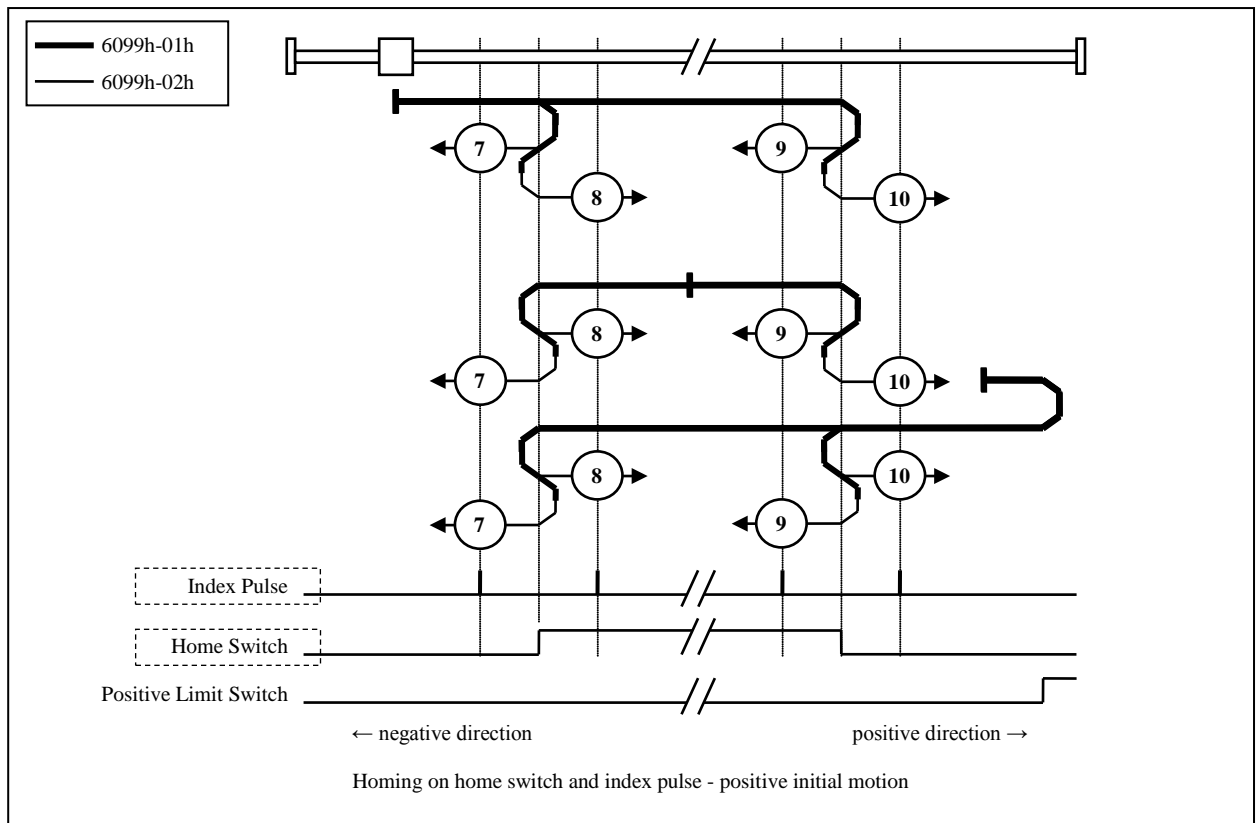 6099h-01h
6099h-02h
7
9
8
10
8
9
7
10
8
10
7
9
Index Pulse
Home Switch
Positive Limit Switch
← negative direction
positive direction →
Homing on home switch and index pulse - positive initial motion